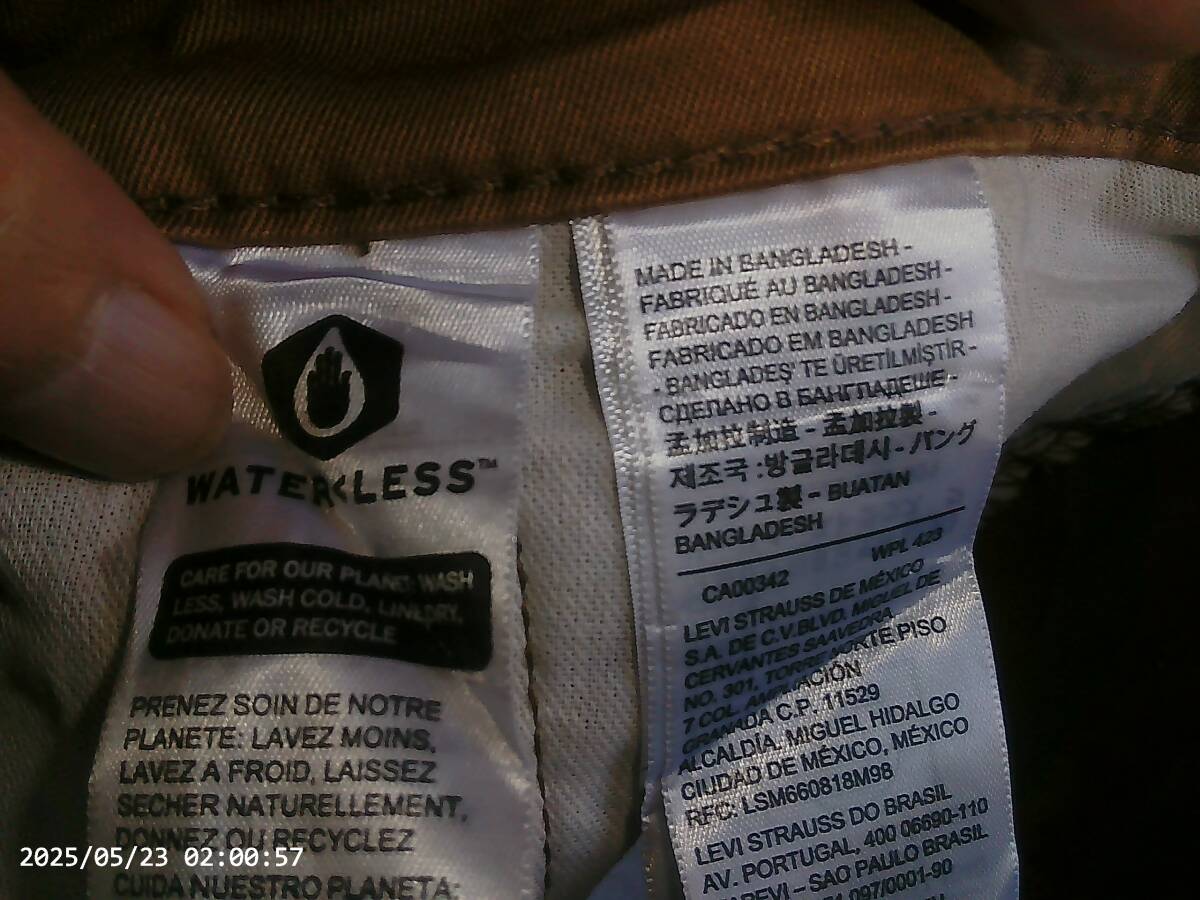 WATER<LESS™
CARE FOR OUR PLANET: WASH
LESS, WASH COLD, LINE DRY,
DONATE OR RECYCLE
PRENEZ SOIN DE NOTRE
PLANETE: LAVEZ MOINS,
LAVEZ A FROID, LAISSEZ
SECHER NATURELLEMENT,
DONNEZ OU RECYCLEZ
CUIDA NUESTRO PLANETA:
MADE IN BANGLADESH -
FABRIQUÉ AU BANGLADESH -
FABRICADO EN BANGLADESH -
FABRICADO EM BANGLADESH
- BANGLADEŞ' TE ÜRETİLMİŞTİR -
СДЕЛАНО В БАНГЛАДЕШЕ -
孟加拉制造 - 孟加拉製 -
제조국 :방글라데시 - バング
ラデシュ製 - BUATAN
BANGLADESH
CA00342 WPL 423
LEVI STRAUSS DE MÉXICO
S.A. DE C.V.BLVD. MIGUEL DE
CERVANTES SAAVEDRA
NO. 301, TORRE NORTE PISO
7 COL. AMPLIACIÓN
GRANADA C.P. 11529
ALCALDÍA. MIGUEL HIDALGO
CIUDAD DE MÉXICO, MÉXICO
RFC: LSM660818M98
LEVI STRAUSS DO BRASIL
AV. PORTUGAL, 400 06690-110
– SAO PAULO BRASIL
2025/05/23 02:00:57